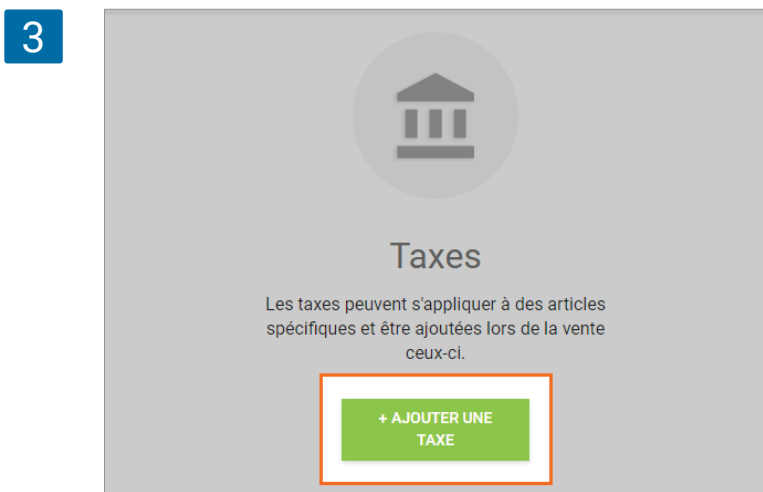 3
Taxes
Les taxes peuvent s'appliquer à des articles
spécifiques et être ajoutées lors de la vente
ceux-ci.
+ AJOUTER UNE
TAXE